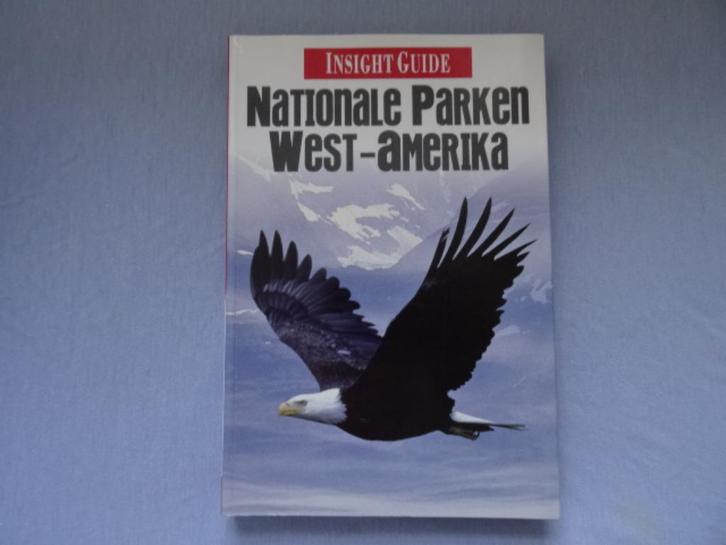 INSIGHT GUIDE
NATIONALE PARKEN
WEST-AMERIKA